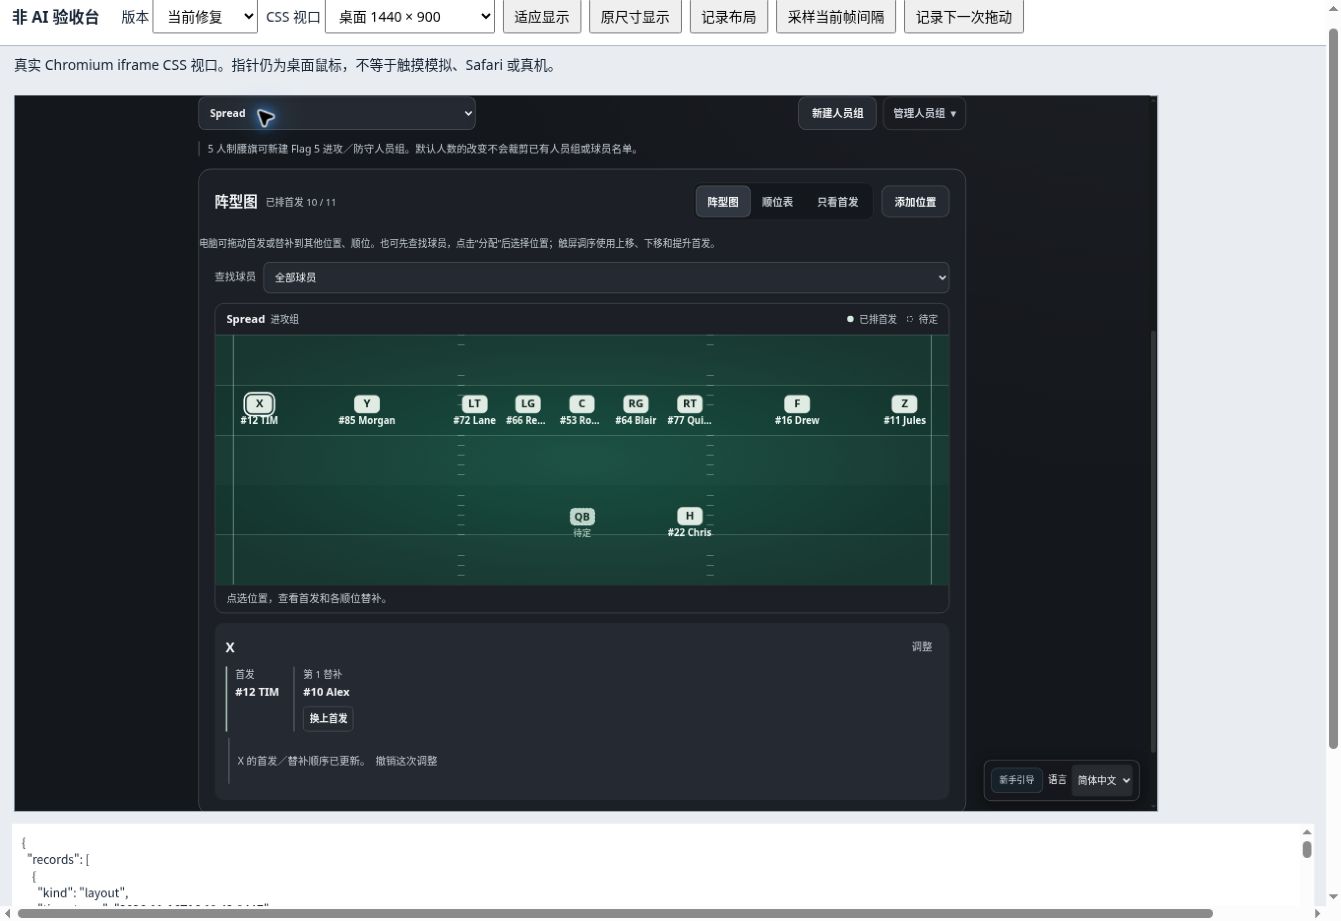 非 AI 验收台 版本 当前修复 CSS 视口 桌面 1440 × 900 适应显示 原尺寸显示 记录布局 采样当前帧间隔 记录下一次拖动
真实 Chromium iframe CSS 视口。指针仍为桌面鼠标，不等于触摸模拟、Safari 或真机。
Spread 新建人员组 管理人员组 ▾
5 人制腰旗可新建 Flag 5 进攻／防守人员组。默认人数的改变不会裁剪已有人员组或球员名单。
阵型图 已排首发 10 / 11 阵型图 顺位表 只看首发 添加位置
电脑可拖动首发或替补到其他位置、顺位。也可先查找球员，点击“分配”后选择位置；触屏调序使用上移、下移和提升首发。
查找球员 全部球员
Spread 进攻组 已排首发 待定
X Y LT LG C RG RT F Z
#12 TIM #85 Morgan #72 Lane #66 Re... #53 Ro... #64 Blair #77 Qui... #16 Drew #11 Jules
QB H
待定 #22 Chris
点选位置，查看首发和各顺位替补。
X 调整
首发 第 1 替补
#12 TIM #10 Alex
换上首发
X 的首发／替补顺序已更新。 撤销这次调整
新手引导 语言 简体中文
{
"records": [
{
"kind": "layout",